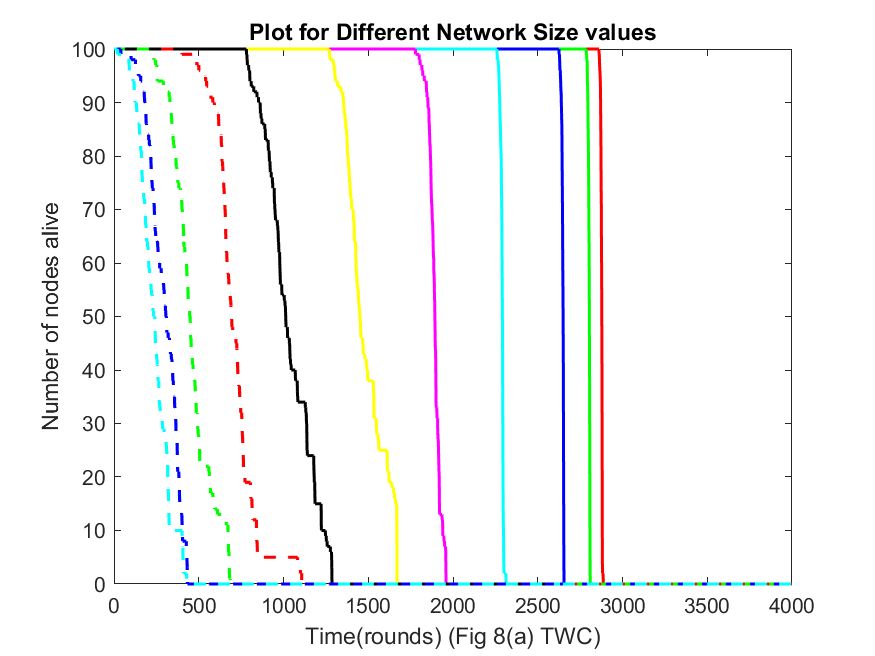 Plot for Different Network Size values
100
90
80
70
60
50
40
30
20
10
0
Number of nodes alive
0 500 1000 1500 2000 2500 3000 3500 4000
Time(rounds) (Fig 8(a) TWC)